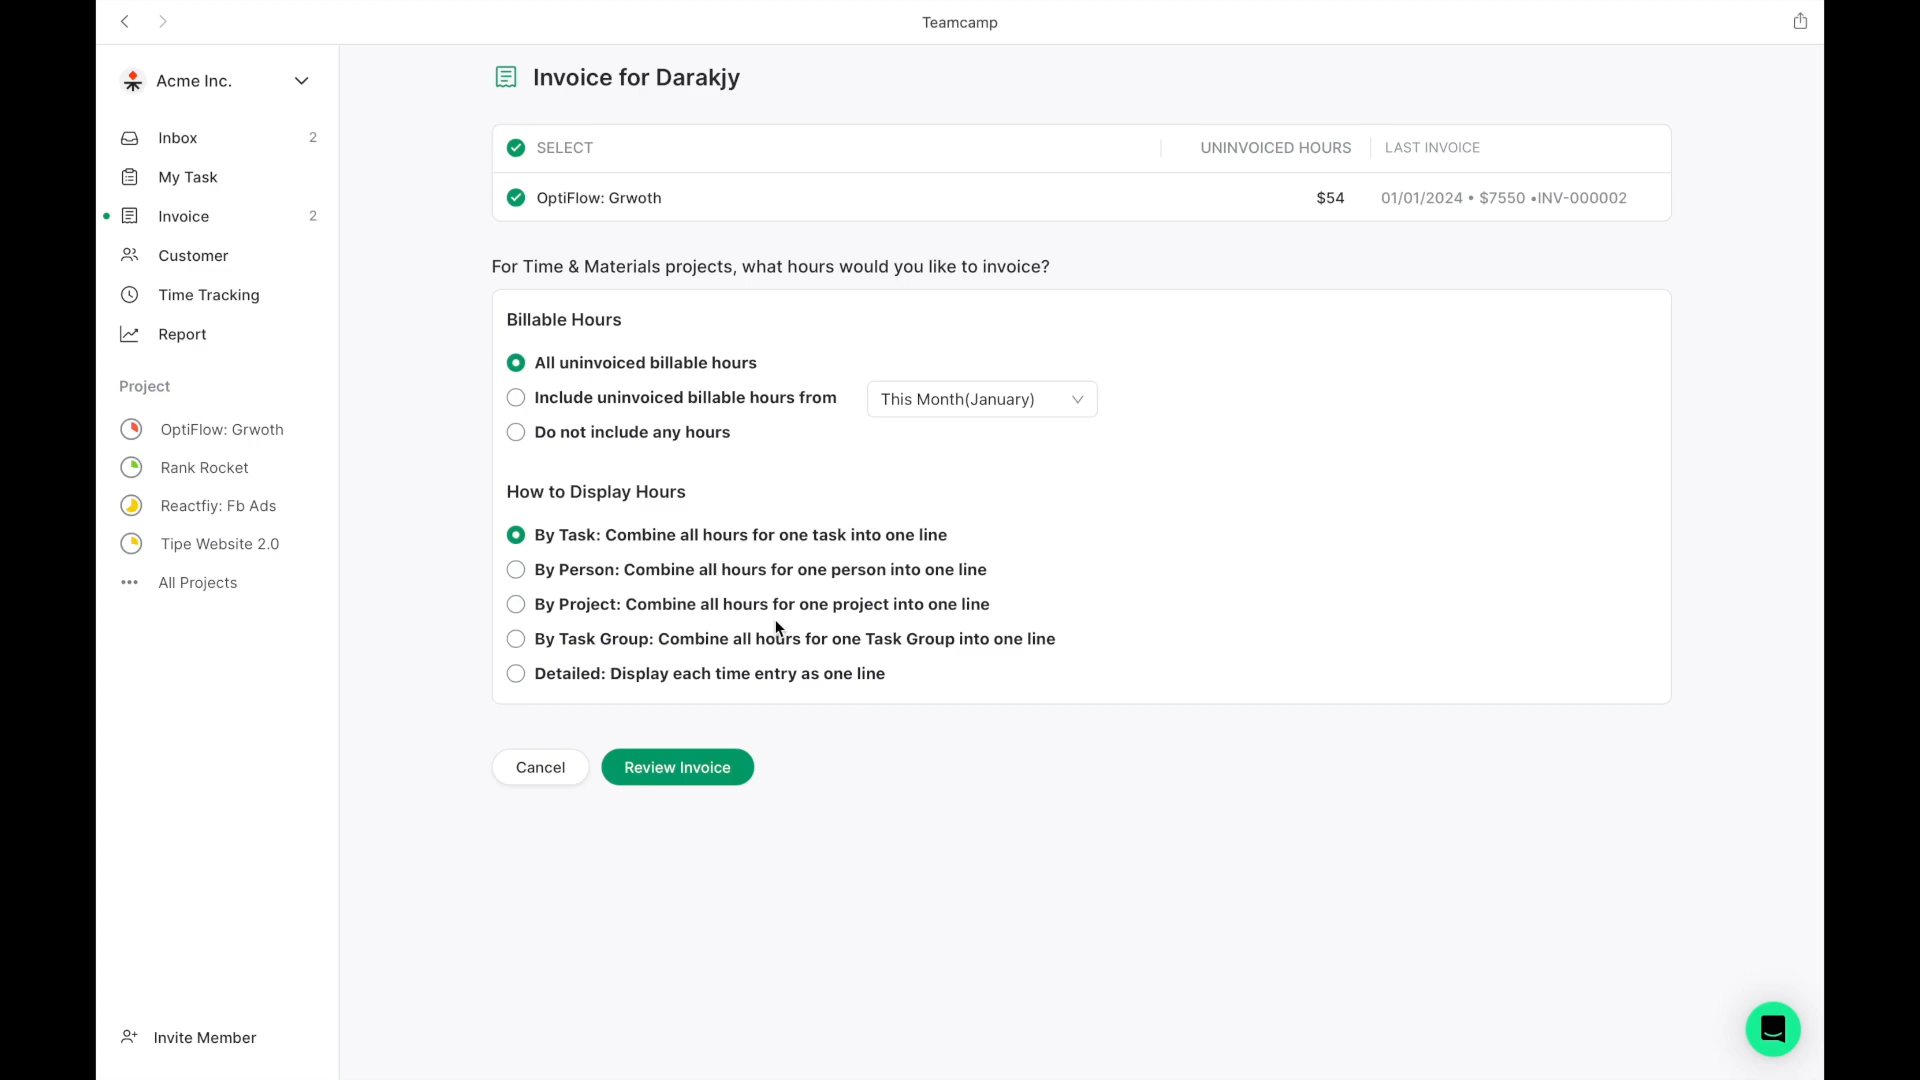 Teamcamp
Acme Inc.
Inbox 2
My Task
Invoice 2
Customer
Time Tracking
Report
Project
OptiFlow: Grwoth
Rank Rocket
Reactfiy: Fb Ads
Tipe Website 2.0
All Projects
Invite Member
Invoice for Darakjy
SELECT UNINVOICED HOURS LAST INVOICE
OptiFlow: Grwoth $54 01/01/2024 • $7550 •INV-000002
For Time & Materials projects, what hours would you like to invoice?
Billable Hours
All uninvoiced billable hours
Include uninvoiced billable hours from This Month(January)
Do not include any hours
How to Display Hours
By Task: Combine all hours for one task into one line
By Person: Combine all hours for one person into one line
By Project: Combine all hours for one project into one line
By Task Group: Combine all hours for one Task Group into one line
Detailed: Display each time entry as one line
Cancel Review Invoice